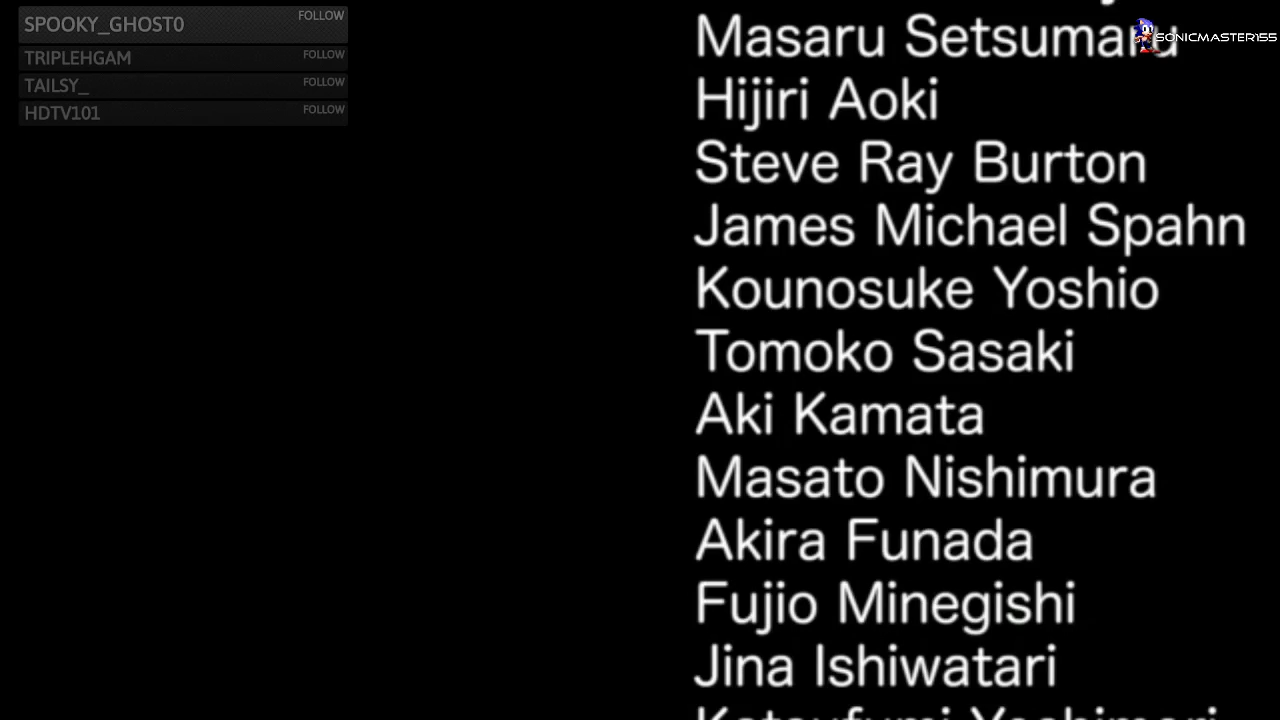 SPOOKY_GHOST0 FOLLOW
TRIPLEHGAM FOLLOW
TAILSY_ FOLLOW
HDTV101 FOLLOW
SONICMASTER155
Masaru Setsumaru
Hijiri Aoki
Steve Ray Burton
James Michael Spahn
Kounosuke Yoshio
Tomoko Sasaki
Aki Kamata
Masato Nishimura
Akira Funada
Fujio Minegishi
Jina Ishiwatari